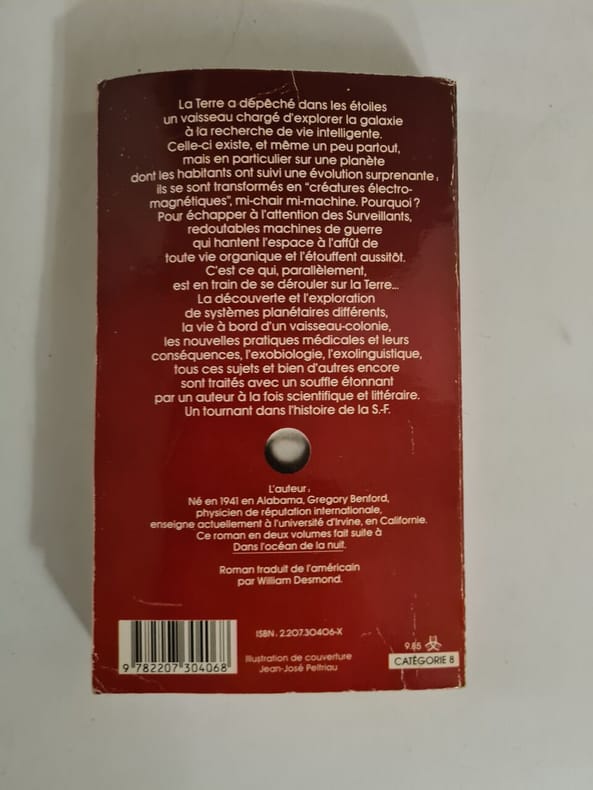 La Terre a dépêché dans les étoiles
un vaisseau chargé d'explorer la galaxie
à la recherche de vie intelligente.
Celle-ci existe, et même un peu partout,
mais en particulier sur une planète
dont les habitants ont suivi une évolution surprenante :
ils se sont transformés en "créatures électro-
magnétiques", mi-chair mi-machine. Pourquoi ?
Pour échapper à l'attention des Surveillants,
redoutables machines de guerre
qui hantent l'espace à l'affût de
toute vie organique et l'étouffent aussitôt.
C'est ce qui, parallèlement,
est en train de se dérouler sur la Terre...
La découverte et l'exploration
de systèmes planétaires différents,
la vie à bord d'un vaisseau-colonie,
les nouvelles pratiques médicales et leurs
conséquences, l'exobiologie, l'exolinguistique,
tous ces sujets et bien d'autres encore
sont traités avec un souffle étonnant
par un auteur à la fois scientifique et littéraire.
Un tournant dans l'histoire de la S.-F.
L'auteur :
Né en 1941 en Alabama, Gregory Benford,
physicien de réputation internationale,
enseigne actuellement à l'université d'Irvine, en Californie.
Ce roman en deux volumes fait suite à
Dans l'océan de la nuit.
Roman traduit de l'américain
par William Desmond.
ISBN : 2.207.30406-X
9 782207 304068
Illustration de couverture
Jean-José Peltriau
9.85
CATÉGORIE 8